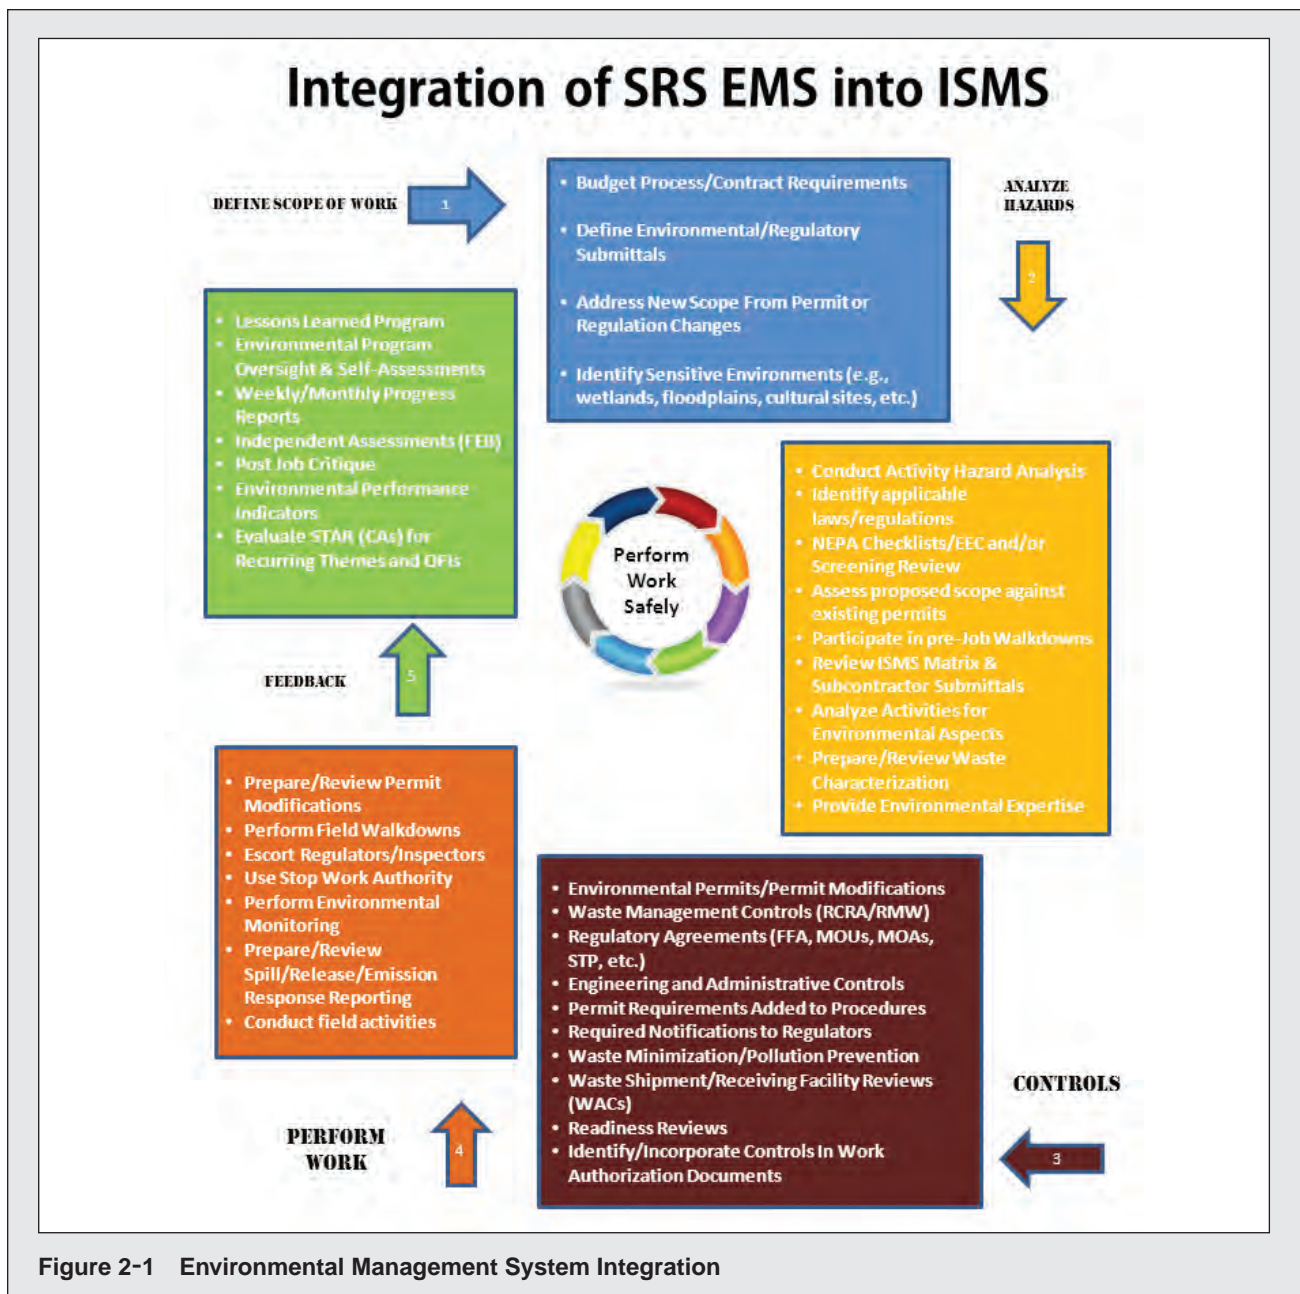 Integration of SRS EMS into ISMS
DEFINE SCOPE OF WORK
1
• Budget Process/Contract Requirements
• Define Environmental/Regulatory
Submittals
• Address New Scope From Permit or
Regulation Changes
• Identify Sensitive Environments (e.g.,
wetlands, floodplains, cultural sites, etc.)
ANALYZE
HAZARDS
2
• Conduct Activity Hazard Analysis
• Identify applicable
laws/regulations
• NEPA Checklists/EEC and/or
Screening Review
• Assess proposed scope against
existing permits
• Participate in pre-Job Walkdowns
• Review ISMS Matrix &
Subcontractor Submittals
• Analyze Activities for
Environmental Aspects
• Prepare/Review Waste
Characterization
• Provide Environmental Expertise
CONTROLS
3
• Environmental Permits/Permit Modifications
• Waste Management Controls (RCRA/RMW)
• Regulatory Agreements (FFA, MOUs, MOAs,
STP, etc.)
• Engineering and Administrative Controls
• Permit Requirements Added to Procedures
• Required Notifications to Regulators
• Waste Minimization/Pollution Prevention
• Waste Shipment/Receiving Facility Reviews
(WACs)
• Readiness Reviews
• Identify/Incorporate Controls In Work
Authorization Documents
PERFORM
WORK
4
• Prepare/Review Permit
Modifications
• Perform Field Walkdowns
• Escort Regulators/Inspectors
• Use Stop Work Authority
• Perform Environmental
Monitoring
• Prepare/Review
Spill/Release/Emission
Response Reporting
• Conduct field activities
FEEDBACK
5
• Lessons Learned Program
• Environmental Program
Oversight & Self-Assessments
• Weekly/Monthly Progress
Reports
• Independent Assessments (FEB)
• Post Job Critique
• Environmental Performance
Indicators
• Evaluate STAR (CAs) for
Recurring Themes and OFIs
Perform
Work
Safely
Figure 2-1 Environmental Management System Integration